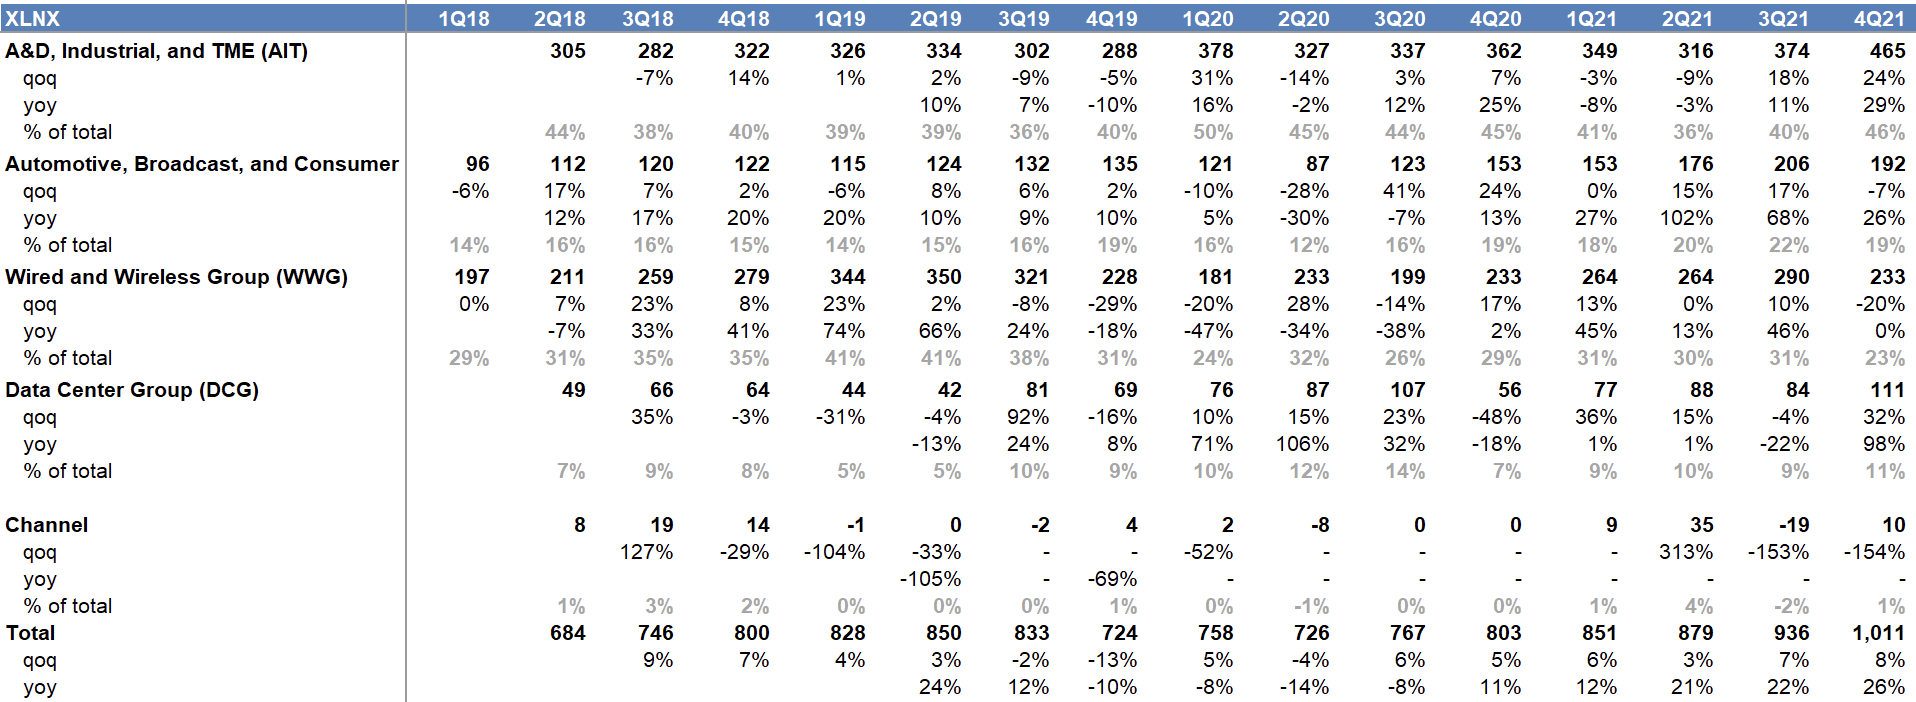 XLNX 1Q18 2Q18 3Q18 4Q18 1Q19 2Q19 3Q19 4Q19 1Q20 2Q20 3Q20 4Q20 1Q21 2Q21 3Q21 4Q21
A&D, Industrial, and TME (AIT) 305 282 322 326 334 302 288 378 327 337 362 349 316 374 465
qoq -7% 14% 1% 2% -9% -5% 31% -14% 3% 7% -3% -9% 18% 24%
yoy 10% 7% -10% 16% -2% 12% 25% -8% -3% 11% 29%
% of total 44% 38% 40% 39% 39% 36% 40% 50% 45% 44% 45% 41% 36% 40% 46%
Automotive, Broadcast, and Consumer 96 112 120 122 115 124 132 135 121 87 123 153 153 176 206 192
qoq -6% 17% 7% 2% -6% 8% 6% 2% -10% -28% 41% 24% 0% 15% 17% -7%
yoy 12% 17% 20% 20% 10% 9% 10% 5% -30% -7% 13% 27% 102% 68% 26%
% of total 14% 16% 16% 15% 14% 15% 16% 19% 16% 12% 16% 19% 18% 20% 22% 19%
Wired and Wireless Group (WWG) 197 211 259 279 344 350 321 228 181 233 199 233 264 264 290 233
qoq 0% 7% 23% 8% 23% 2% -8% -29% -20% 28% -14% 17% 13% 0% 10% -20%
yoy -7% 33% 41% 74% 66% 24% -18% -47% -34% -38% 2% 45% 13% 46% 0%
% of total 29% 31% 35% 35% 41% 41% 38% 31% 24% 32% 26% 29% 31% 30% 31% 23%
Data Center Group (DCG) 49 66 64 44 42 81 69 76 87 107 56 77 88 84 111
qoq 35% -3% -31% -4% 92% -16% 10% 15% 23% -48% 36% 15% -4% 32%
yoy -13% 24% 8% 71% 106% 32% -18% 1% 1% -22% 98%
% of total 7% 9% 8% 5% 5% 10% 9% 10% 12% 14% 7% 9% 10% 9% 11%
Channel 8 19 14 -1 0 -2 4 2 -8 0 0 9 35 -19 10
qoq 127% -29% -104% -33% - - -52% - - - - 313% -153% -154%
yoy -105% - -69% - - - - - - - -
% of total 1% 3% 2% 0% 0% 0% 1% 0% -1% 0% 0% 1% 4% -2% 1%
Total 684 746 800 828 850 833 724 758 726 767 803 851 879 936 1,011
qoq 9% 7% 4% 3% -2% -13% 5% -4% 6% 5% 6% 3% 7% 8%
yoy 24% 12% -10% -8% -14% -8% 11% 12% 21% 22% 26%